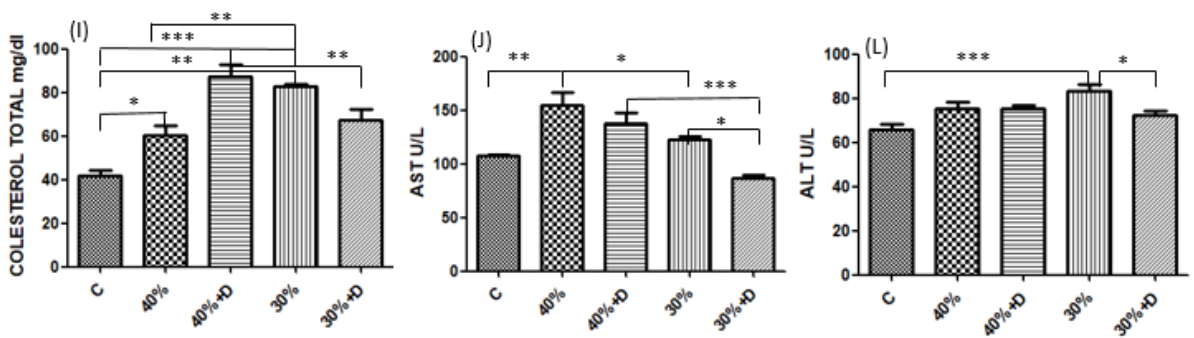 (I)
COLESTEROL TOTAL mg/dl
100
80
60
40
20
0
**
***
**
**
*
C
40%
40%+D
30%
30%+D
(J)
AST U/L
200
150
100
50
0
**
*
***
*
C
40%
40%+D
30%
30%+D
(L)
ALT U/L
100
80
60
40
20
0
***
*
C
40%
40%+D
30%
30%+D